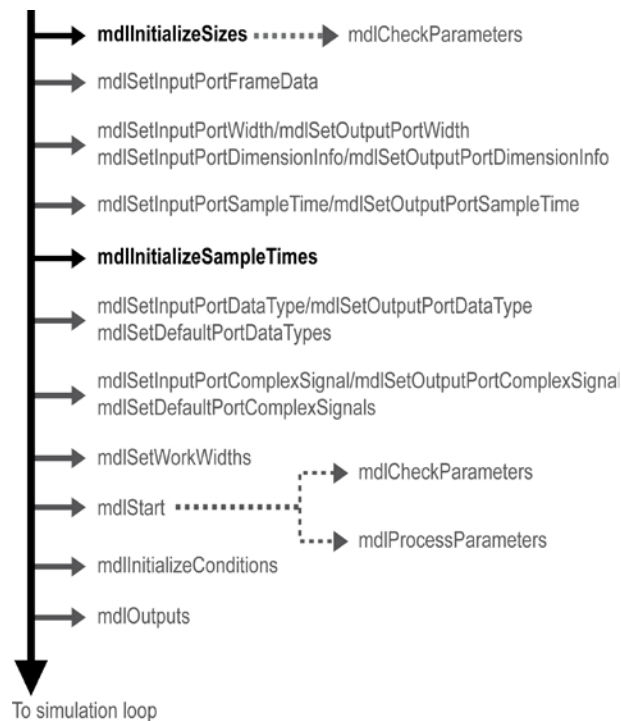 mdlInitializeSizes mdlCheckParameters
mdlSetInputPortFrameData
mdlSetInputPortWidth/mdlSetOutputPortWidth
mdlSetInputPortDimensionInfo/mdlSetOutputPortDimensionInfo
mdlSetInputPortSampleTime/mdlSetOutputPortSampleTime
mdlInitializeSampleTimes
mdlSetInputPortDataType/mdlSetOutputPortDataType
mdlSetDefaultPortDataTypes
mdlSetInputPortComplexSignal/mdlSetOutputPortComplexSignal
mdlSetDefaultPortComplexSignals
mdlSetWorkWidths
mdlCheckParameters
mdlStart
mdlProcessParameters
mdlInitializeConditions
mdlOutputs
To simulation loop